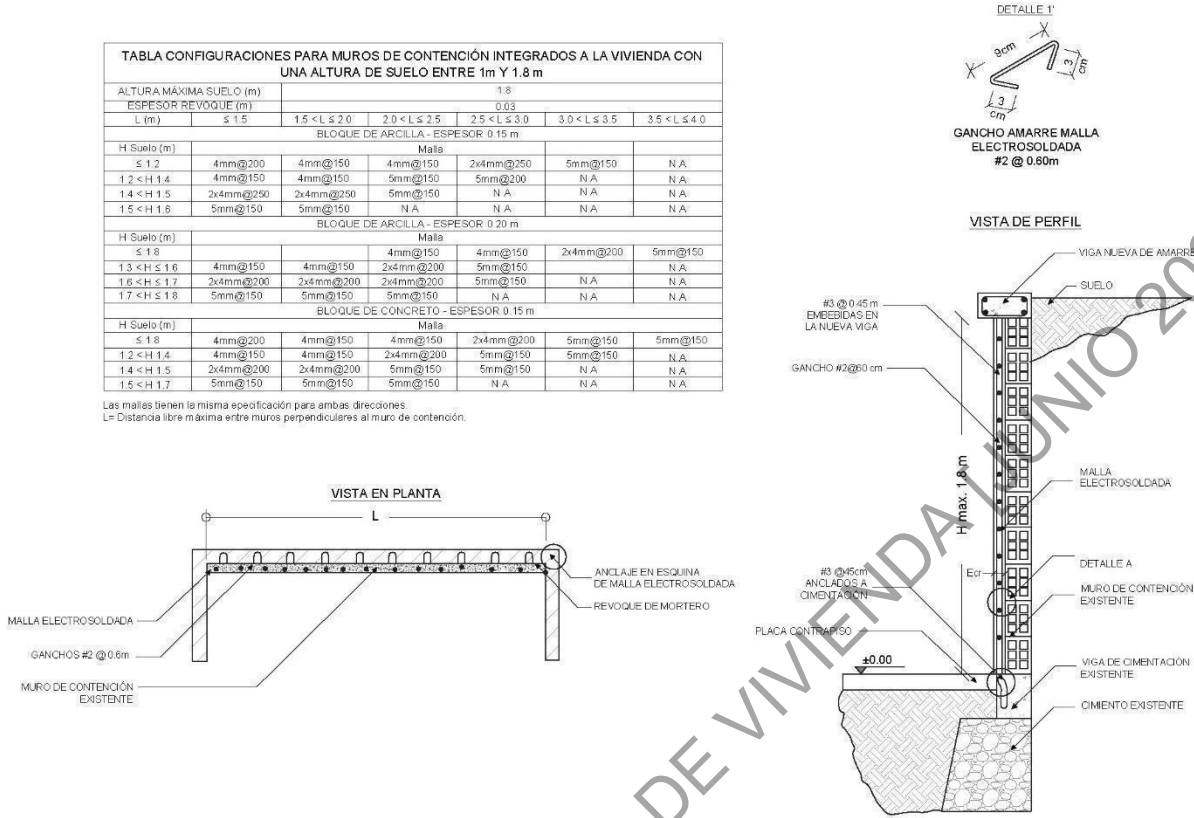 DETALLE 1'
9cm
3
cm
3
cm
GANCHO AMARRE MALLA
ELECTROSOLDADA
#2 @ 0.60m
TABLA CONFIGURACIONES PARA MUROS DE CONTENCIÓN INTEGRADOS A LA VIVIENDA CON
UNA ALTURA DE SUELO ENTRE 1m Y 1.8 m
ALTURA MÁXIMA SUELO (m) 1.8
ESPESOR REVOQUE (m) 0.03
L (m) ≤ 1.5 1.5 < L ≤ 2.0 2.0 < L ≤ 2.5 2.5 < L ≤ 3.0 3.0 < L ≤ 3.5 3.5 < L ≤ 4.0
BLOQUE DE ARCILLA - ESPESOR 0.15 m
H Suelo (m) Malla
≤ 1.2 4mm@200 4mm@150 4mm@150 2x4mm@250 5mm@150 N.A
1.2 < H 1.4 4mm@150 4mm@150 5mm@150 5mm@200 N.A N.A
1.4 < H 1.5 2x4mm@250 2x4mm@250 5mm@150 N.A N.A N.A
1.5 < H 1.6 5mm@150 5mm@150 N.A N.A N.A N.A
BLOQUE DE ARCILLA - ESPESOR 0.20 m
H Suelo (m) Malla
≤ 1.8 4mm@150 4mm@150 2x4mm@200 5mm@150
1.3 < H ≤ 1.6 4mm@150 4mm@150 2x4mm@200 5mm@150 N.A
1.6 < H ≤ 1.7 2x4mm@200 2x4mm@200 2x4mm@200 5mm@150 N.A N.A
1.7 < H ≤ 1.8 5mm@150 5mm@150 5mm@150 N.A N.A N.A
BLOQUE DE CONCRETO - ESPESOR 0.15 m
H Suelo (m) Malla
≤ 1.8 4mm@200 4mm@150 4mm@150 2x4mm@200 5mm@150 5mm@150
1.2 < H 1.4 4mm@150 4mm@150 2x4mm@200 5mm@150 5mm@150 N.A
1.4 < H 1.5 2x4mm@200 2x4mm@200 5mm@150 5mm@150 N.A N.A
1.5 < H 1.7 5mm@150 5mm@150 5mm@150 N.A N.A N.A
Las mallas tienen la misma epecificación para ambas direcciones.
L= Distancia libre máxima entre muros perpendiculares al muro de contención.
VISTA DE PERFIL
VIGA NUEVA DE AMARRE
SUELO
#3 @ 0.45 m
EMBEBIDAS EN
LA NUEVA VIGA
GANCHO #2@60 cm
H max. 1.8 m
MALLA
ELECTROSOLDADA
Ecr
DETALLE A
#3 @45cm
ANCLADOS A
CIMENTACIÓN
MURO DE CONTENCIÓN
EXISTENTE
PLACA CONTRAPISO
±0.00
VIGA DE CIMENTACIÓN
EXISTENTE
CIMIENTO EXISTENTE
VISTA EN PLANTA
L
ANCLAJE EN ESQUINA
DE MALLA ELECTROSOLDADA
REVOQUE DE MORTERO
MALLA ELECTROSOLDADA
GANCHOS #2 @ 0.6m
MURO DE CONTENCIÓN
EXISTENTE
DE VIVIENDA | JUNIO